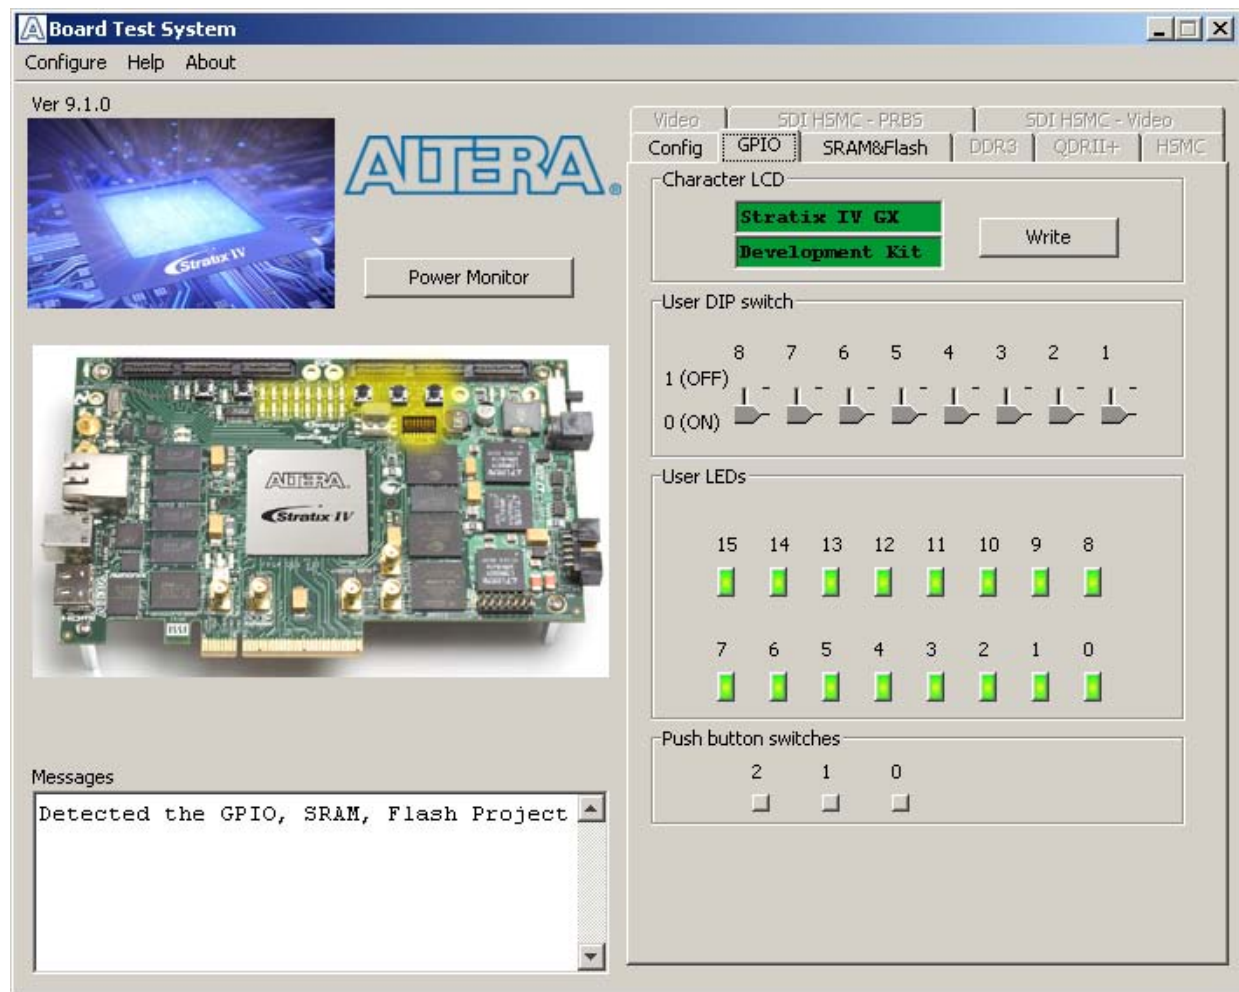 Board Test System
Configure Help About
Ver 9.1.0
Stratix IV
ALTERA®
Power Monitor
ALTERA
Stratix IV
Messages
Detected the GPIO, SRAM, Flash Project
Video SDI HSMC - PRBS SDI HSMC - Video
Config GPIO SRAM&Flash DDR3 QDRII+ HSMC
Character LCD
Stratix IV GX
Development Kit
Write
User DIP switch
8 7 6 5 4 3 2 1
1 (OFF)
0 (ON)
User LEDs
15 14 13 12 11 10 9 8
7 6 5 4 3 2 1 0
Push button switches
2 1 0